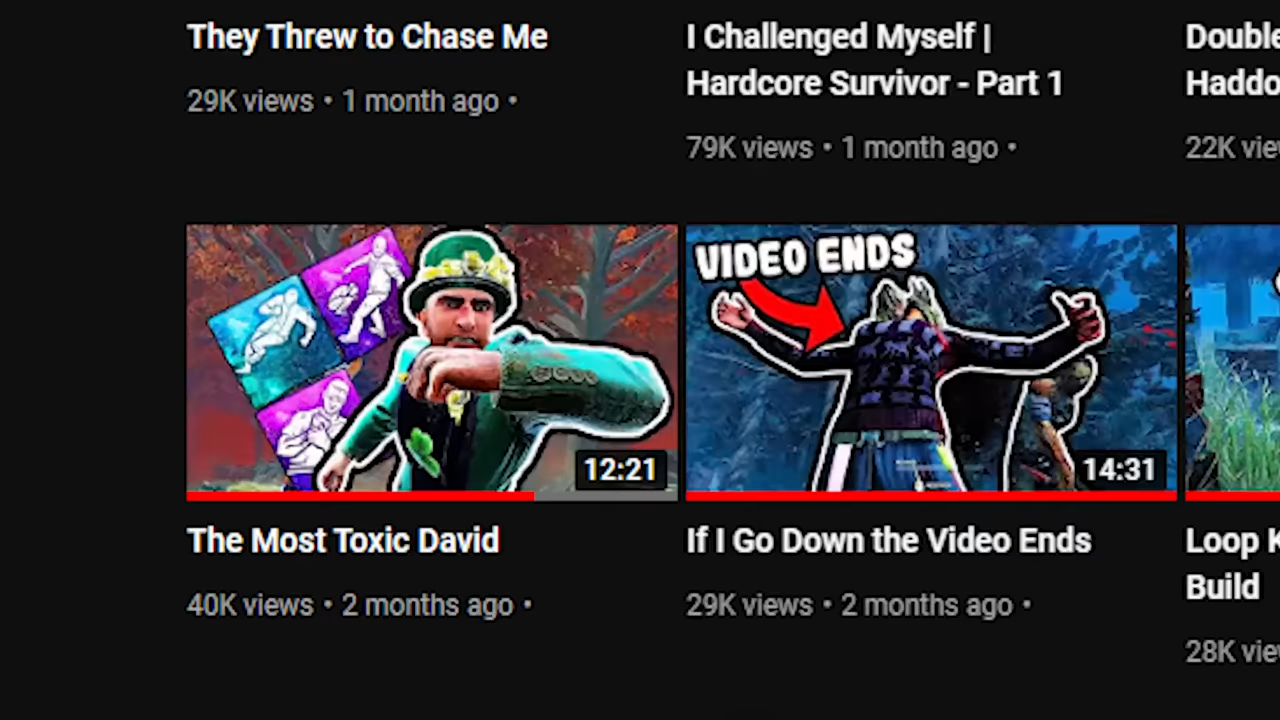 They Threw to Chase Me
29K views • 1 month ago •
I Challenged Myself |
Hardcore Survivor - Part 1
79K views • 1 month ago •
Double
Haddo
22K vie
VIDEO ENDS
12:21
14:31
The Most Toxic David
40K views • 2 months ago •
If I Go Down the Video Ends
29K views • 2 months ago •
Loop K
Build
28K vie